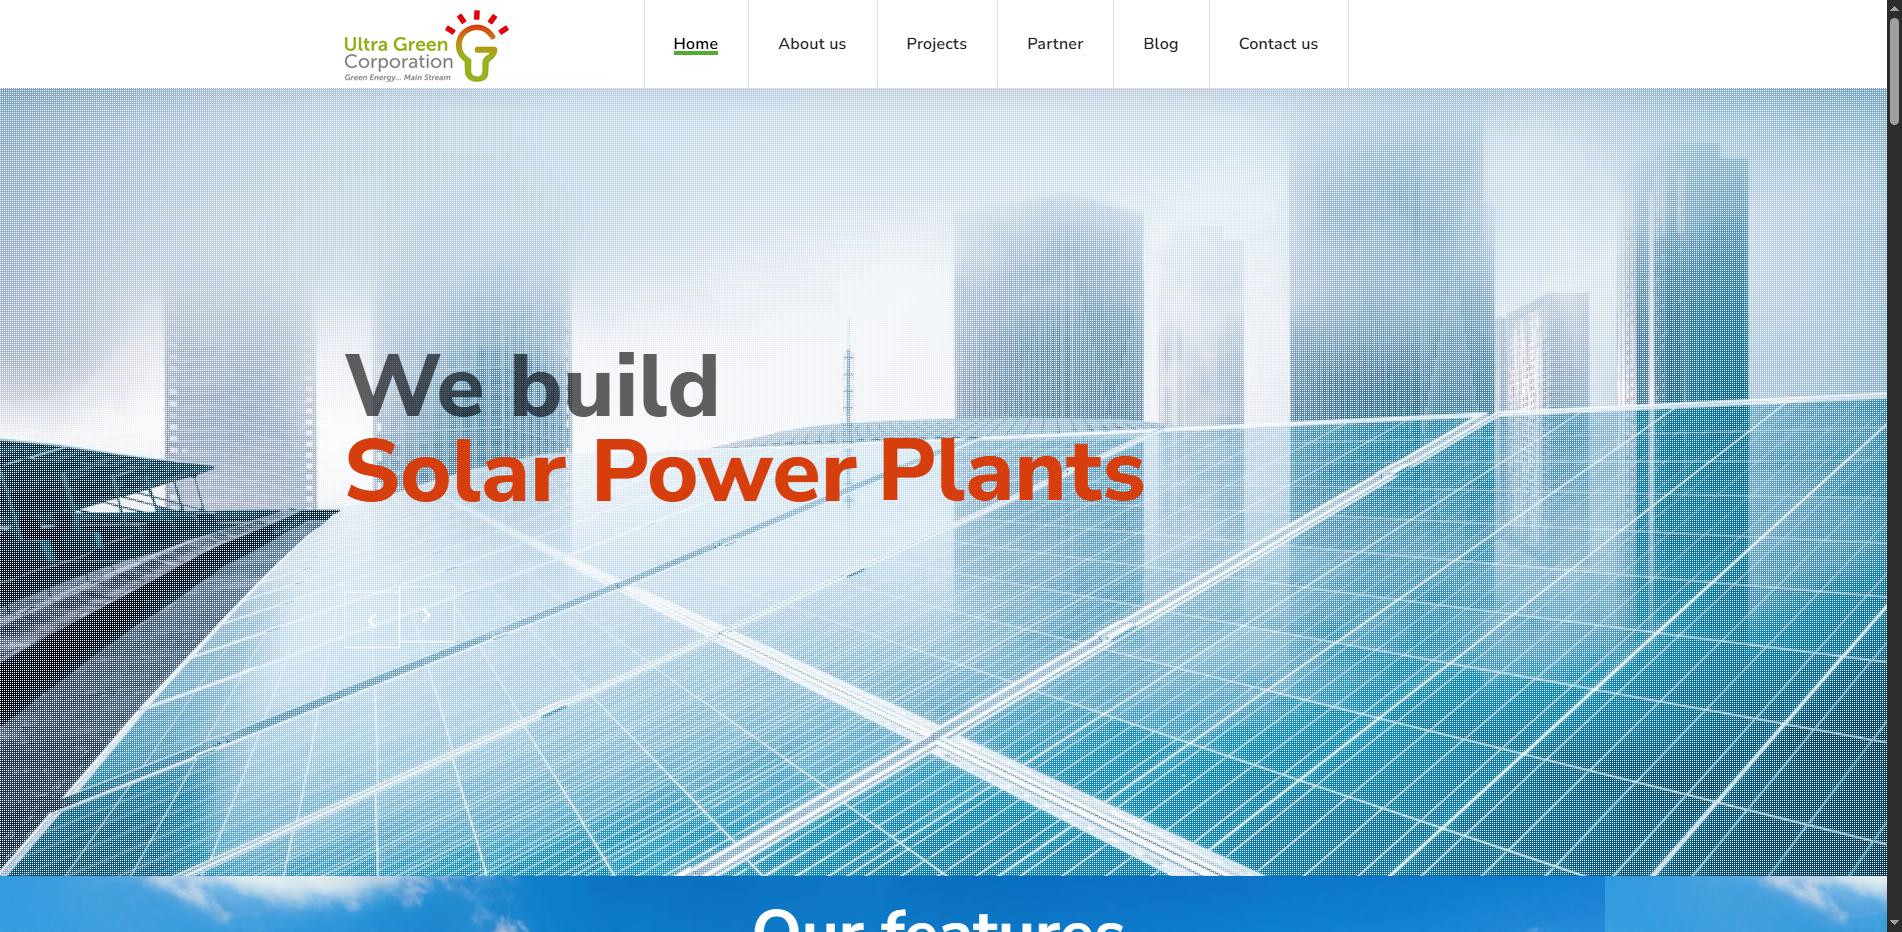 Ultra Green
Corporation
Green Energy... Main Stream
Home
About us
Projects
Partner
Blog
Contact us
We build
Solar Power Plants
Our features